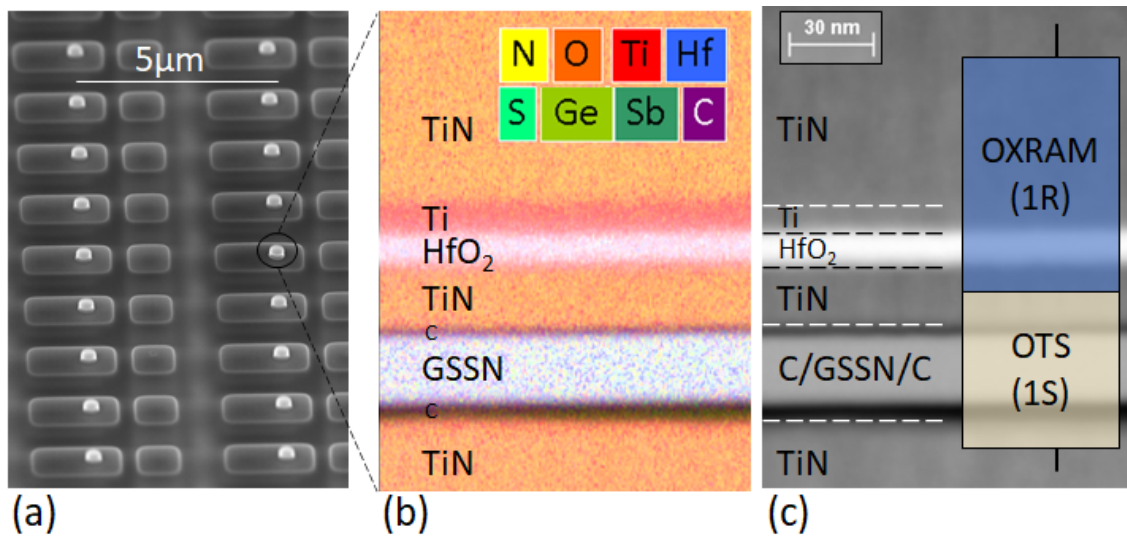 5µm
(a)
N O Ti Hf
S Ge Sb C
TiN
Ti
HfO₂
TiN
C
GSSN
C
TiN
(b)
30 nm
TiN
Ti
HfO₂
TiN
C/GSSN/C
TiN
OXRAM
(1R)
OTS
(1S)
(c)